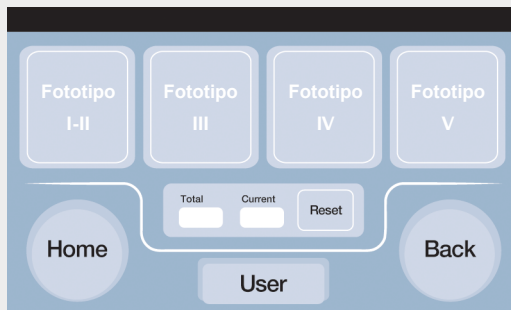 Fototipo
I-II
Fototipo
III
Fototipo
IV
Fototipo
V
Total
Current
Reset
Home
User
Back